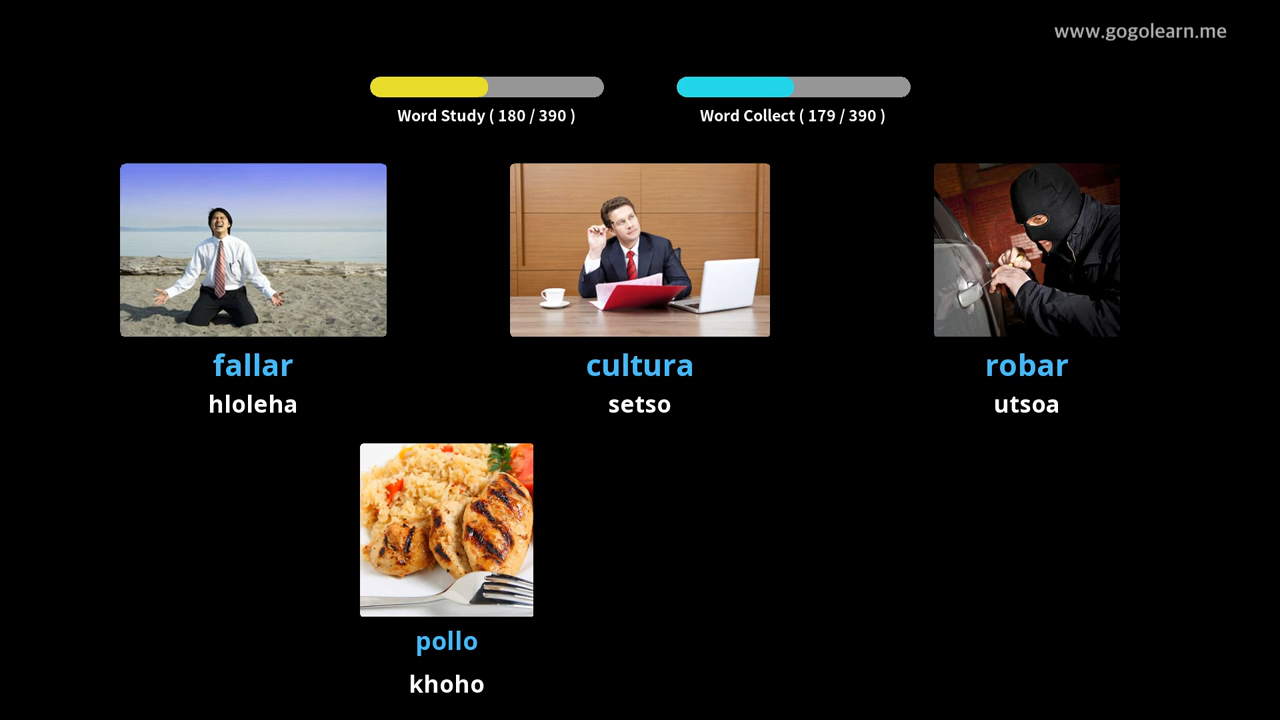 www.gogolearn.me
Word Study ( 180 / 390 )
Word Collect ( 179 / 390 )
fallar
hloleha
cultura
setso
robar
utsoa
pollo
khoho